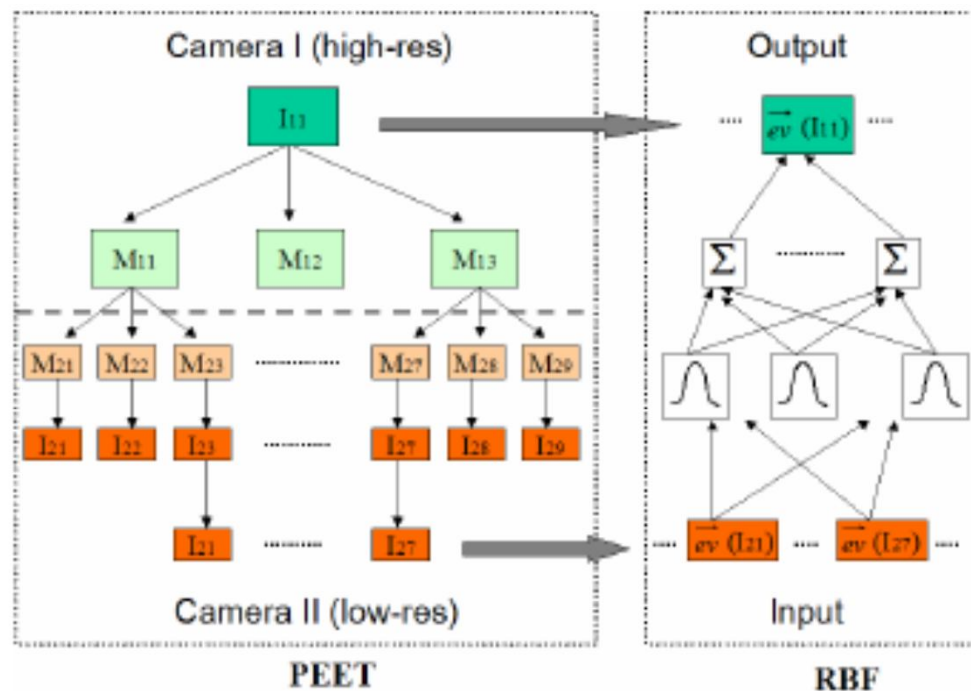 Camera I (high-res)
I11
M11 M12 M13
M21 M22 M23 ........... M27 M28 M29
I21 I22 I23 ........... I27 I28 I29
I21 ........... I27
Camera II (low-res)
PEET
Output
.... ev (I11) ....
Σ ........... Σ
.... ev (I21) .... ev (I27) ....
Input
RBF